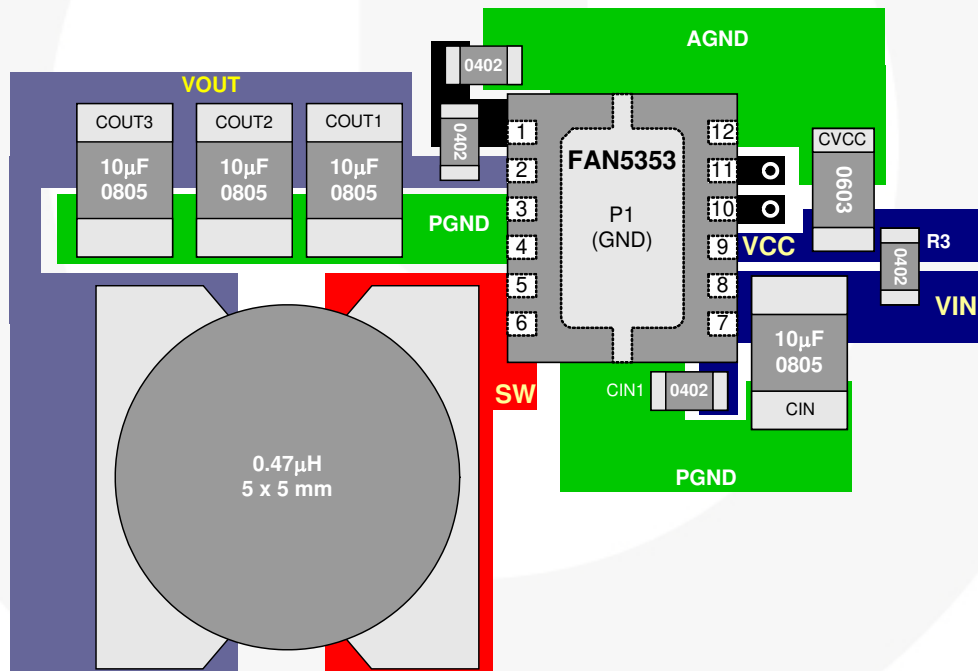 AGND
0402
VOUT
COUT3
COUT2
COUT1
10µF
0805
10µF
0805
10µF
0805
0402
1
2
3
4
5
6
12
11
10
9
8
7
FAN5353
P1
(GND)
PGND
CVCC
0603
VCC
R3
0402
VIN
10µF
0805
CIN
CIN1
0402
SW
PGND
0.47µH
5 x 5 mm